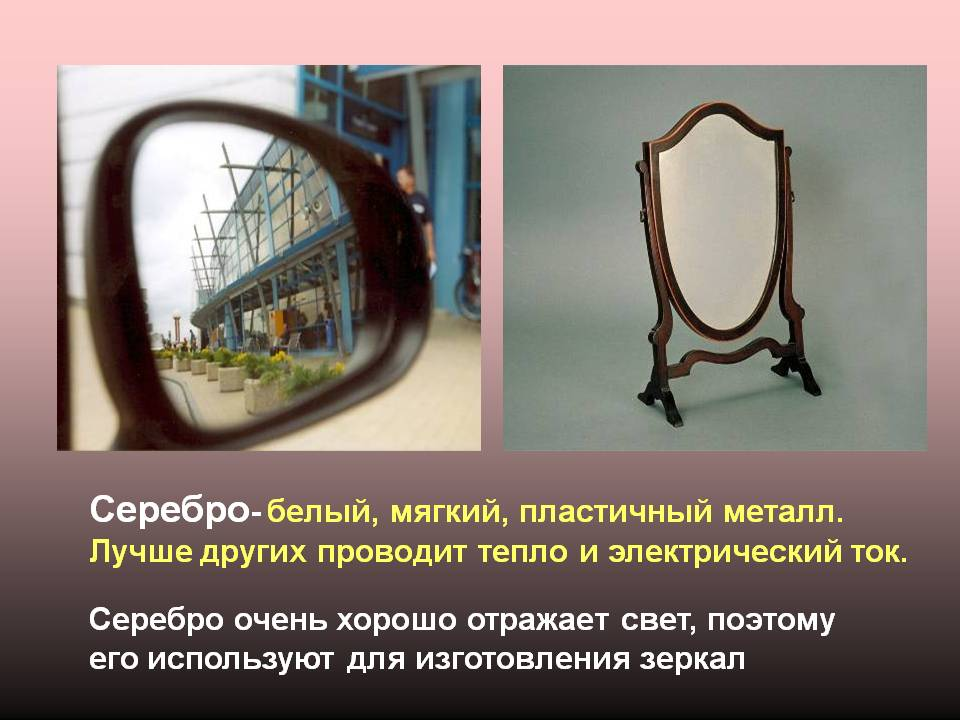 Серебро- белый, мягкий, пластичный металл.
Лучше других проводит тепло и электрический ток.
Серебро очень хорошо отражает свет, поэтому
его используют для изготовления зеркал